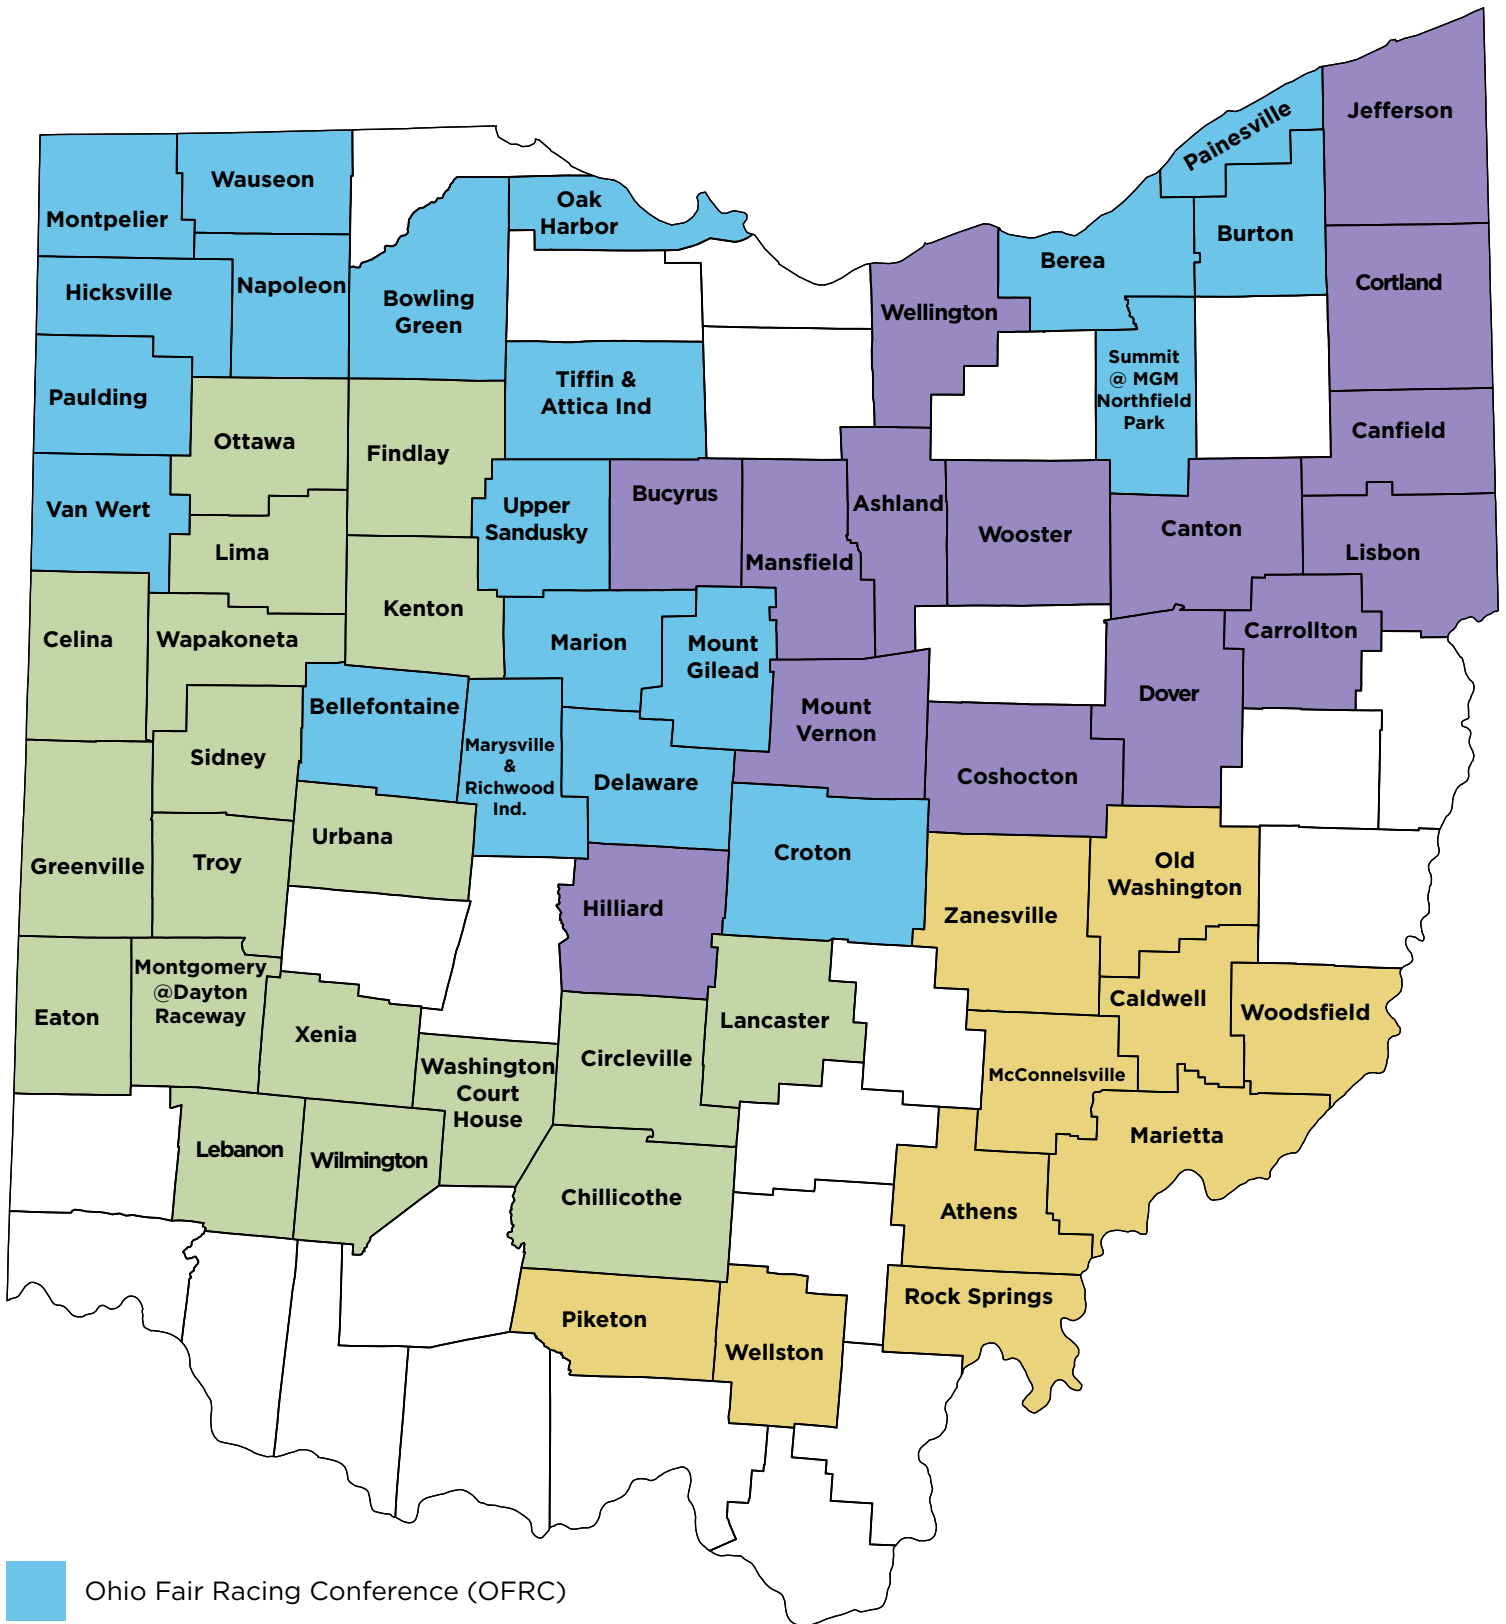 Jefferson
Painesville
Wauseon
Oak
Harbor
Montpelier
Burton
Berea
Cortland
Hicksville
Napoleon
Bowling
Green
Wellington
Summit
@ MGM
Northfield
Park
Paulding
Tiffin &
Attica Ind
Canfield
Ottawa
Findlay
Van Wert
Upper
Sandusky
Bucyrus
Ashland
Wooster
Canton
Lisbon
Lima
Mansfield
Kenton
Celina
Wapakoneta
Marion
Mount
Gilead
Carrollton
Dover
Bellefontaine
Mount
Vernon
Sidney
Marysville
&
Richwood
Ind.
Delaware
Coshocton
Urbana
Greenville
Troy
Croton
Old
Washington
Hilliard
Zanesville
Montgomery
@Dayton
Raceway
Caldwell
Woodsfield
Eaton
Xenia
Lancaster
Circleville
Washington
Court
House
McConnelsville
Lebanon
Wilmington
Marietta
Chillicothe
Athens
Rock Springs
Piketon
Wellston
Ohio Fair Racing Conference (OFRC)